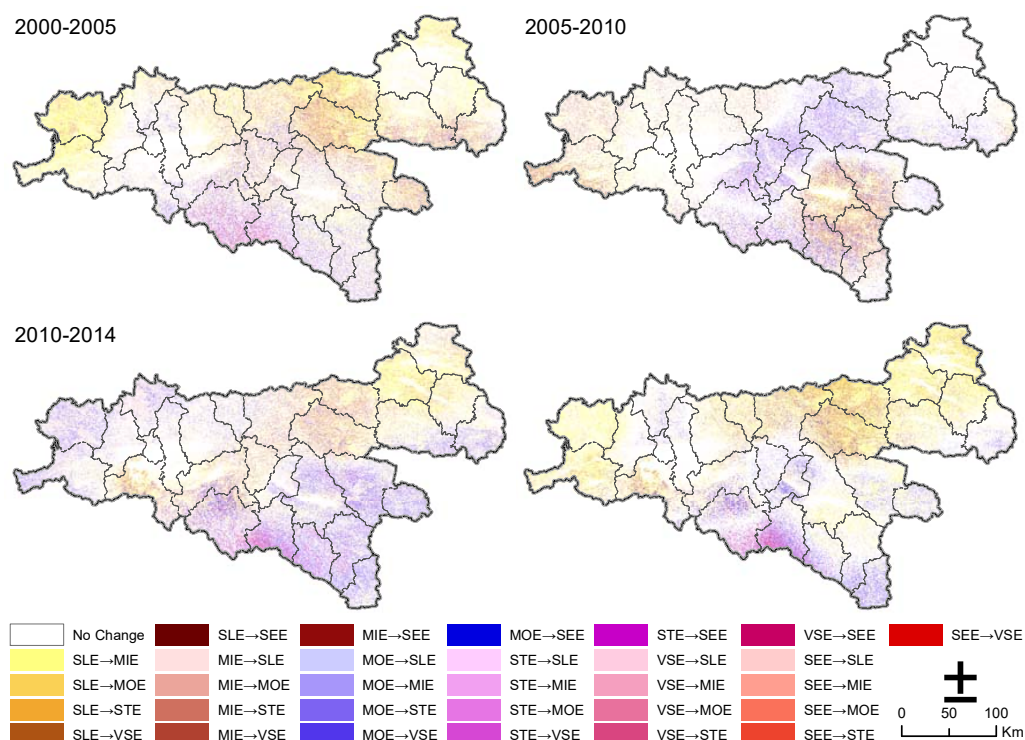 2000-2005
2005-2010
2010-2014
No Change
SLE→SEE
MIE→SEE
MOE→SEE
STE→SEE
VSE→SEE
SEE→VSE
SLE→MIE
MIE→SLE
MOE→SLE
STE→SLE
VSE→SLE
SEE→SLE
SLE→MOE
MIE→MOE
MOE→MIE
STE→MIE
VSE→MIE
SEE→MIE
SLE→STE
MIE→STE
MOE→STE
STE→MOE
VSE→MOE
SEE→MOE
SLE→VSE
MIE→VSE
MOE→VSE
STE→VSE
VSE→STE
SEE→STE
0 50 100
Km